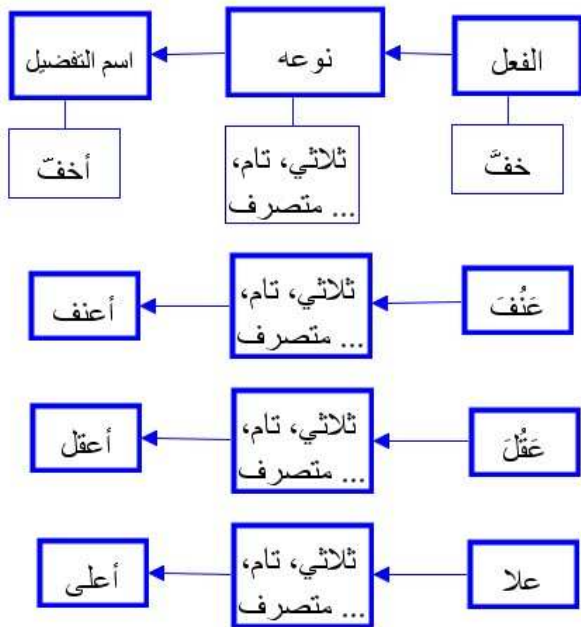 الفعل
نوعه
اسم التفضيل
خفَّ
ثلاثي، تام،
متصرف ...
أخفّ
عَنُفَ
ثلاثي، تام،
متصرف ...
أعنف
عَقُلَ
ثلاثي، تام،
متصرف ...
أعقل
علا
ثلاثي، تام،
متصرف ...
أعلى